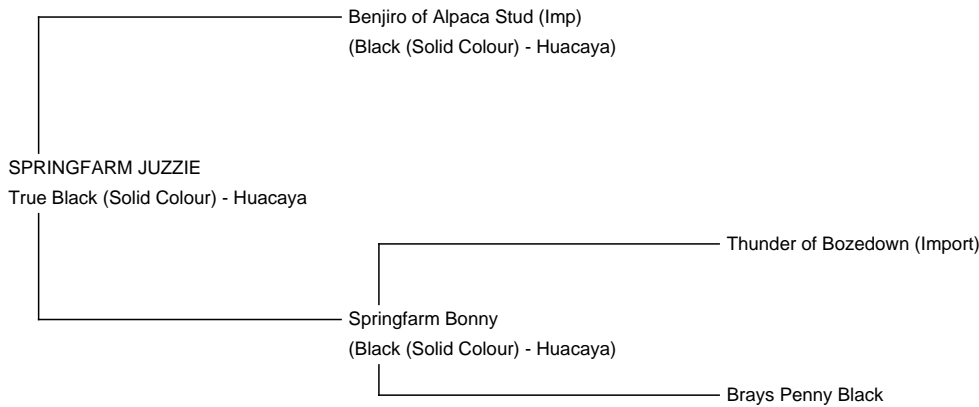 Benjiro of Alpaca Stud (Imp)
(Black (Solid Colour) - Huacaya)
SPRINGFARM JUZZIE
True Black (Solid Colour) - Huacaya
Thunder of Bozedown (Import)
Springfarm Bonny
(Black (Solid Colour) - Huacaya)
Brays Penny Black